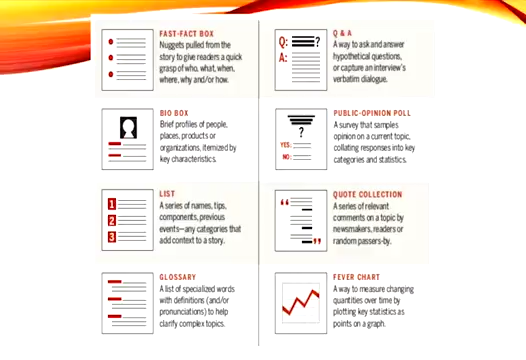 FAST-FACT BOX
Nuggets pulled from the
story to give readers a quick
grasp of who, what, when,
where, why and/or how.
BIO BOX
Brief profiles of people,
places, products or
organizations, itemized by
key characteristics.
1
2
3
LIST
A series of names, tips,
components, previous
events—any categories that
add context to a story.
GLOSSARY
A list of specialized words
with definitions (and/or
pronunciations) to help
clarify complex topics.
Q: ?
A:
Q & A
A way to ask and answer
hypothetical questions,
or capture an interview's
verbatim dialogue.
?
YES:
NO:
PUBLIC-OPINION POLL
A survey that samples
opinion on a current topic,
collating responses into key
categories and statistics.
“
”
QUOTE COLLECTION
A series of relevant
comments on a topic by
newsmakers, readers or
random passers-by.
FEVER CHART
A way to measure changing
quantities over time by
plotting key statistics as
points on a graph.